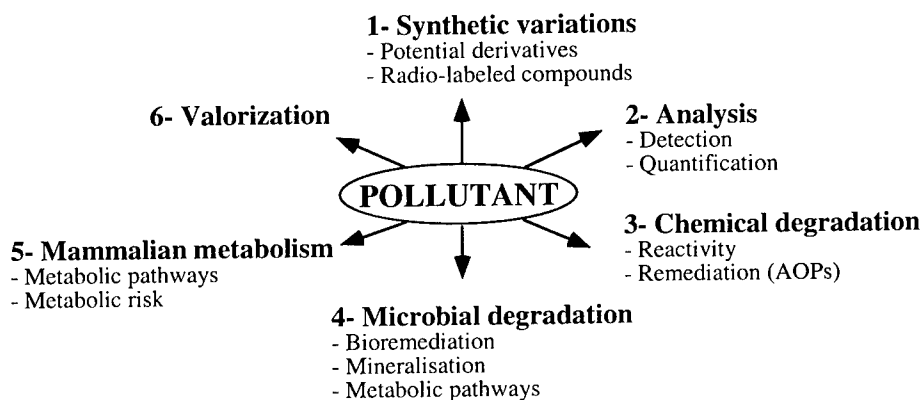 1- Synthetic variations
- Potential derivatives
- Radio-labeled compounds
6- Valorization
2- Analysis
- Detection
- Quantification
POLLUTANT
3- Chemical degradation
- Reactivity
- Remediation (AOPs)
5- Mammalian metabolism
- Metabolic pathways
- Metabolic risk
4- Microbial degradation
- Bioremediation
- Mineralisation
- Metabolic pathways